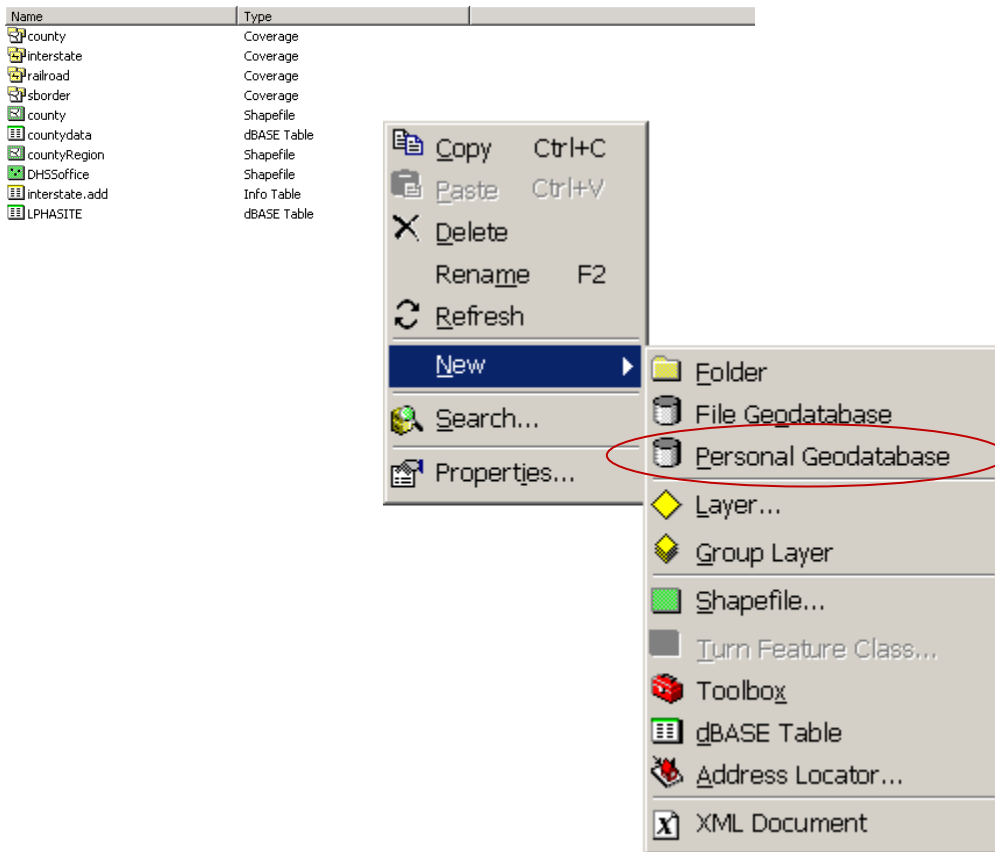 Name Type
county Coverage
interstate Coverage
railroad Coverage
sborder Coverage
county Shapefile
countydata dBASE Table
countyRegion Shapefile
DHSSoffice Shapefile
interstate.add Info Table
LPHASITE dBASE Table
Copy Ctrl+C
Paste Ctrl+V
Delete
Rename F2
Refresh
New
Search...
Properties...
Folder
File Geodatabase
Personal Geodatabase
Layer...
Group Layer
Shapefile...
Turn Feature Class...
Toolbox
dBASE Table
Address Locator...
XML Document